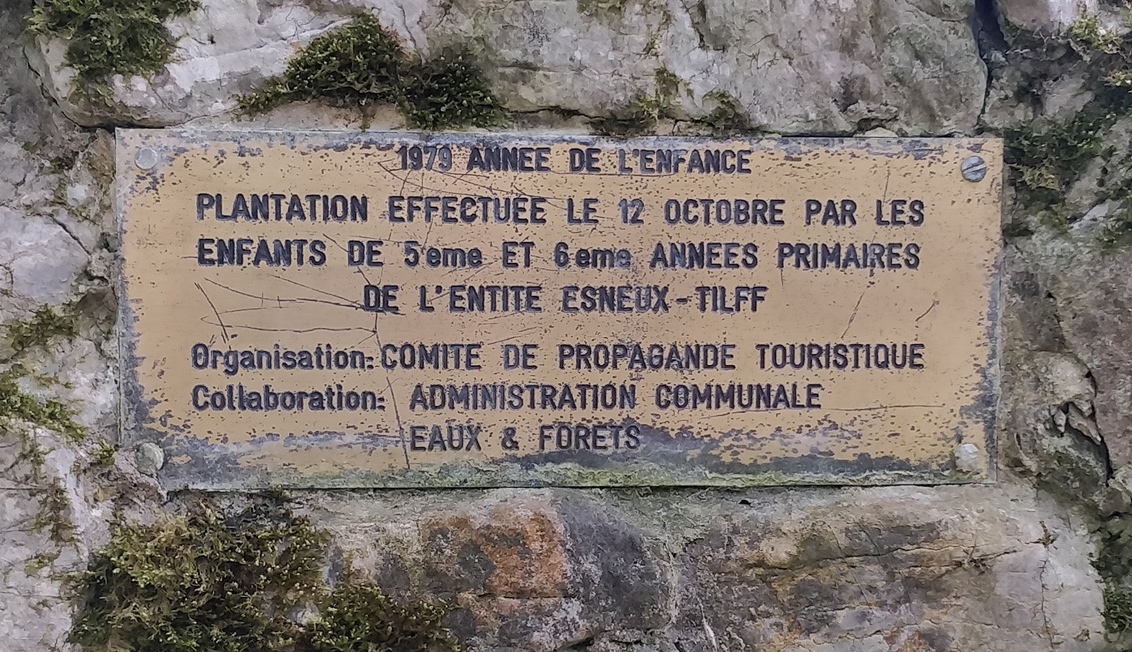 1979 ANNEE DE L'ENFANCE
PLANTATION EFFECTUÉE LE 12 OCTOBRE PAR LES
ENFANTS DE 5eme ET 6eme ANNEES PRIMAIRES
DE L'ENTITE ESNEUX-TILFF
Organisation: COMITE DE PROPAGANDE TOURISTIQUE
Collaboration: ADMINISTRATION COMMUNALE
EAUX & FORETS